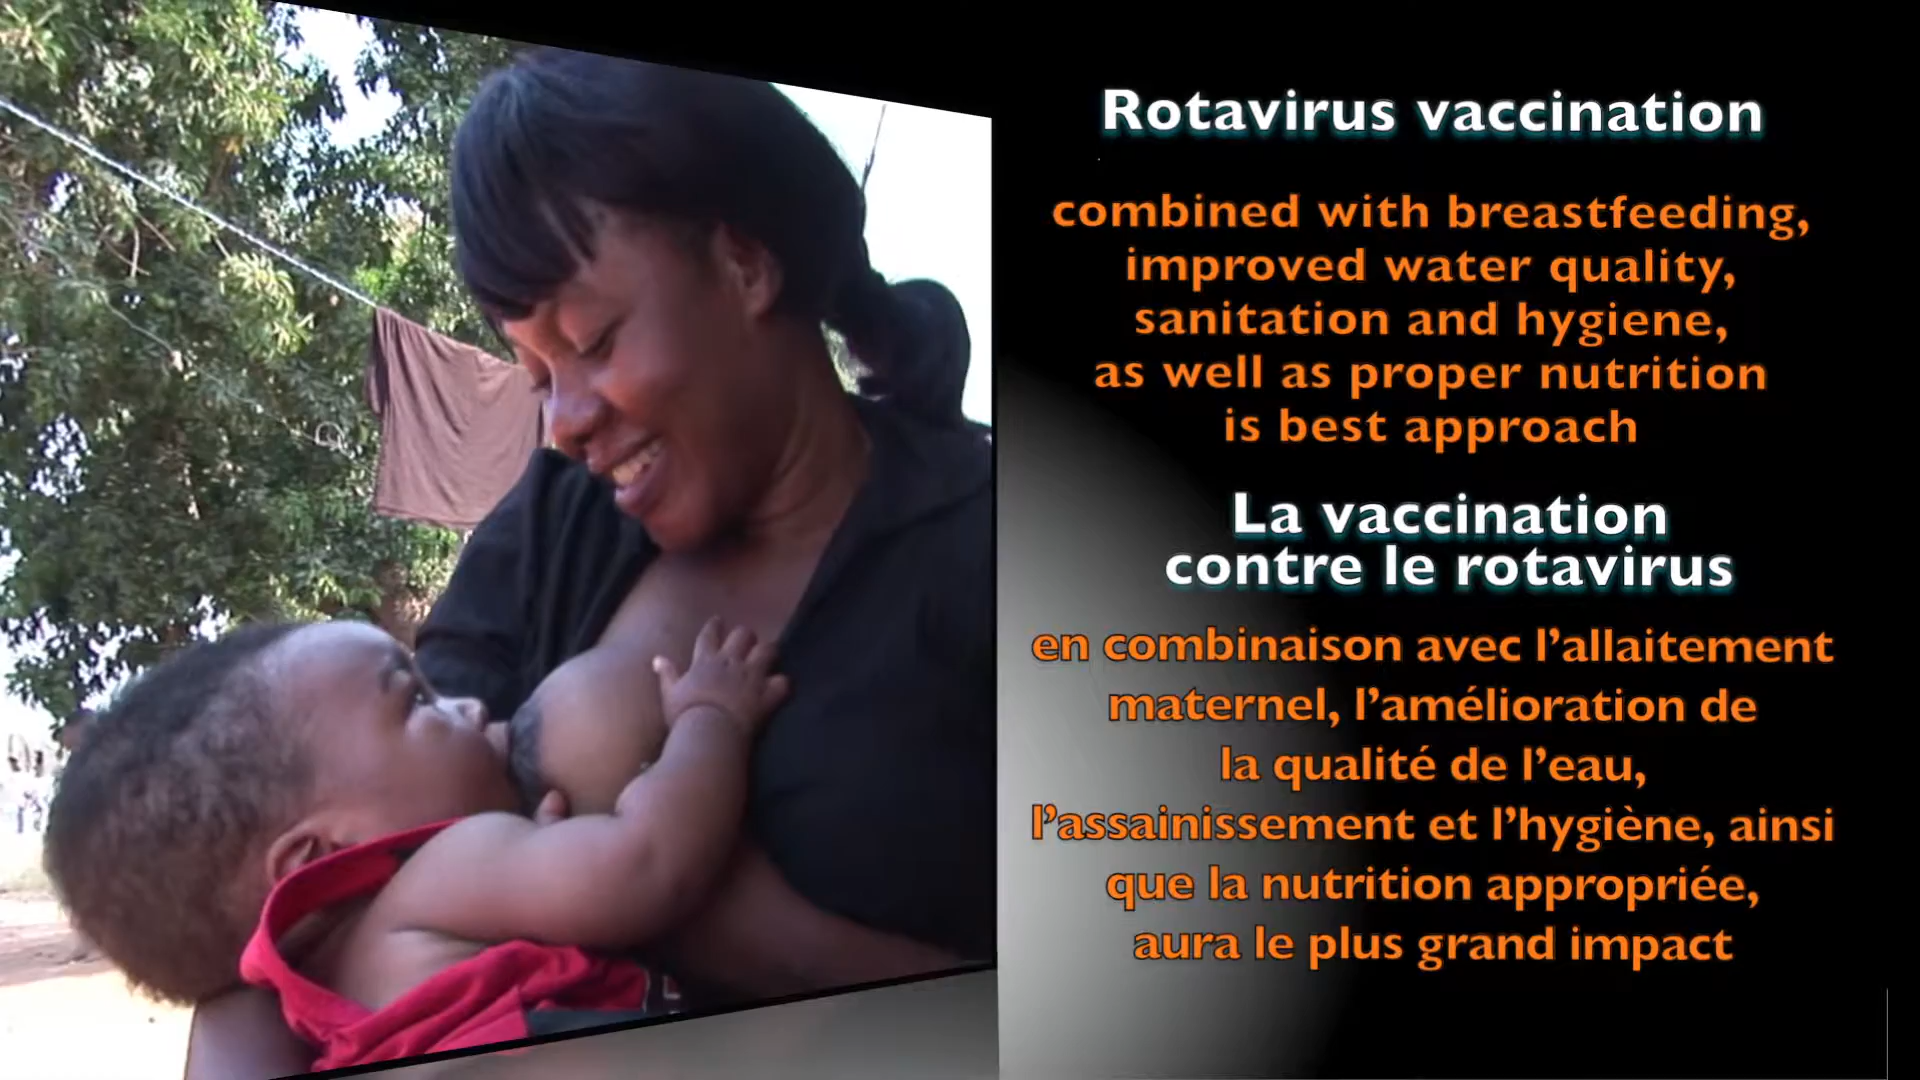 Rotavirus vaccination
combined with breastfeeding,
improved water quality,
sanitation and hygiene,
as well as proper nutrition
is best approach
La vaccination
contre le rotavirus
en combinaison avec l’allaitement
maternel, l’amélioration de
la qualité de l’eau,
l’assainissement et l’hygiène, ainsi
que la nutrition appropriée,
aura le plus grand impact